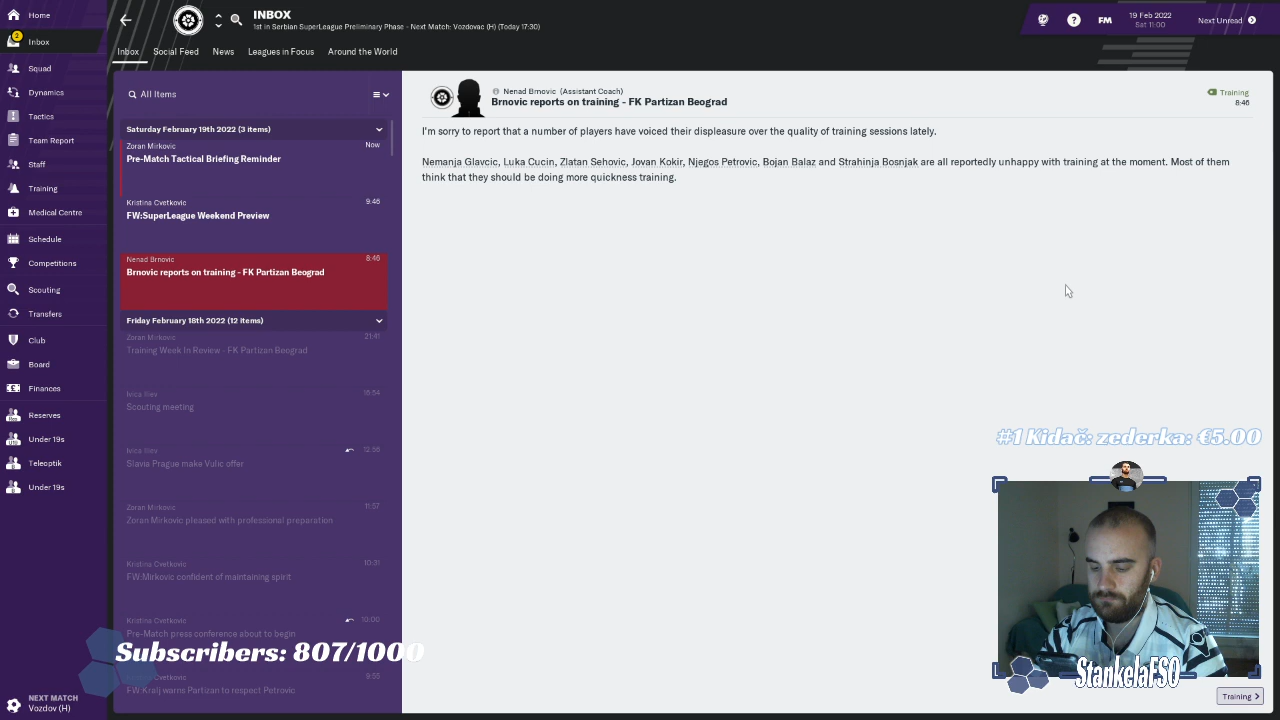 Home
Inbox
2
Squad
Dynamics
Tactics
Team Report
Staff
Training
Medical Centre
Schedule
Competitions
Scouting
Transfers
Club
Board
Finances
Reserves
Under 19s
Teleoptik
Under 19s
NEXT MATCH
Vozdov (H)
INBOX
1st in Serbian SuperLeague Preliminary Phase - Next Match: Vozdovac (H) (Today 17:30)
FM
19 Feb 2022
Sat 11:00
Next Unread
Inbox
Social Feed
News
Leagues in Focus
Around the World
All Items
Saturday February 19th 2022 (3 items)
Zoran Mirkovic
Now
Pre-Match Tactical Briefing Reminder
Kristina Cvetkovic
9:46
FW:SuperLeague Weekend Preview
Nenad Brnovic
8:46
Brnovic reports on training - FK Partizan Beograd
Friday February 18th 2022 (12 items)
Zoran Mirkovic
21:41
Training Week In Review - FK Partizan Beograd
Ivica Iliev
16:54
Scouting meeting
Ivica Iliev
12:56
Slavia Prague make Vulic offer
Zoran Mirkovic
11:57
Zoran Mirkovic pleased with professional preparation
Kristina Cvetkovic
10:31
FW:Mirkovic confident of maintaining spirit
Kristina Cvetkovic
10:00
Pre-Match press conference about to begin
Cvetkovic
9:55
FW:Kralj warns Partizan to respect Petrovic
Subscribers: 807/1000
Nenad Brnovic (Assistant Coach)
Brnovic reports on training - FK Partizan Beograd
Training
8:46
I'm sorry to report that a number of players have voiced their displeasure over the quality of training sessions lately.
Nemanja Glavcic, Luka Cucin, Zlatan Sehovic, Jovan Kokir, Njegos Petrovic, Bojan Balaz and Strahinja Bosnjak are all reportedly unhappy with training at the moment. Most of them
think that they should be doing more quickness training.
#1 Kidač: zederka: €5.00
StankelaFSO
Training